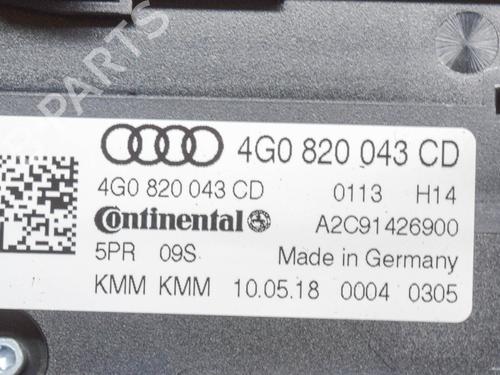 4G0 820 043 CD
4G0 820 043 CD 0113 H14
Continental A2C91426900
5PR 09S Made in Germany
KMM KMM 10.05.18 0004 0305
B-PARTS